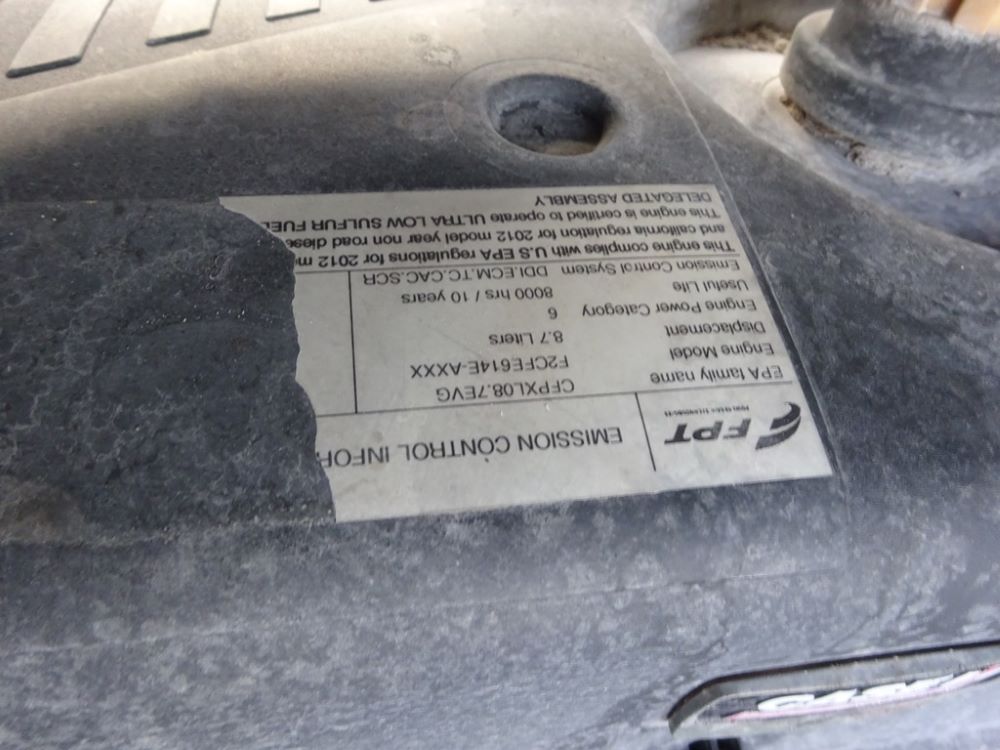 FPT
EMISSION CONTROL INFOR
EPA family name CFPXL08.7EVG
Engine Model F2CFE614E-AXXX
Displacement 8.7 Liters
Engine Power Category 6
Useful Life 8000 hrs / 10 years
Emission Control System DDI.ECM.TC.CAC.SCR
This engine complies with U.S EPA regulations for 2012 m
and california regulation for 2012 model year non road diese
This engine is certified to operate ULTRA LOW SULFUR FUEL
DELEGATED ASSEMBLY